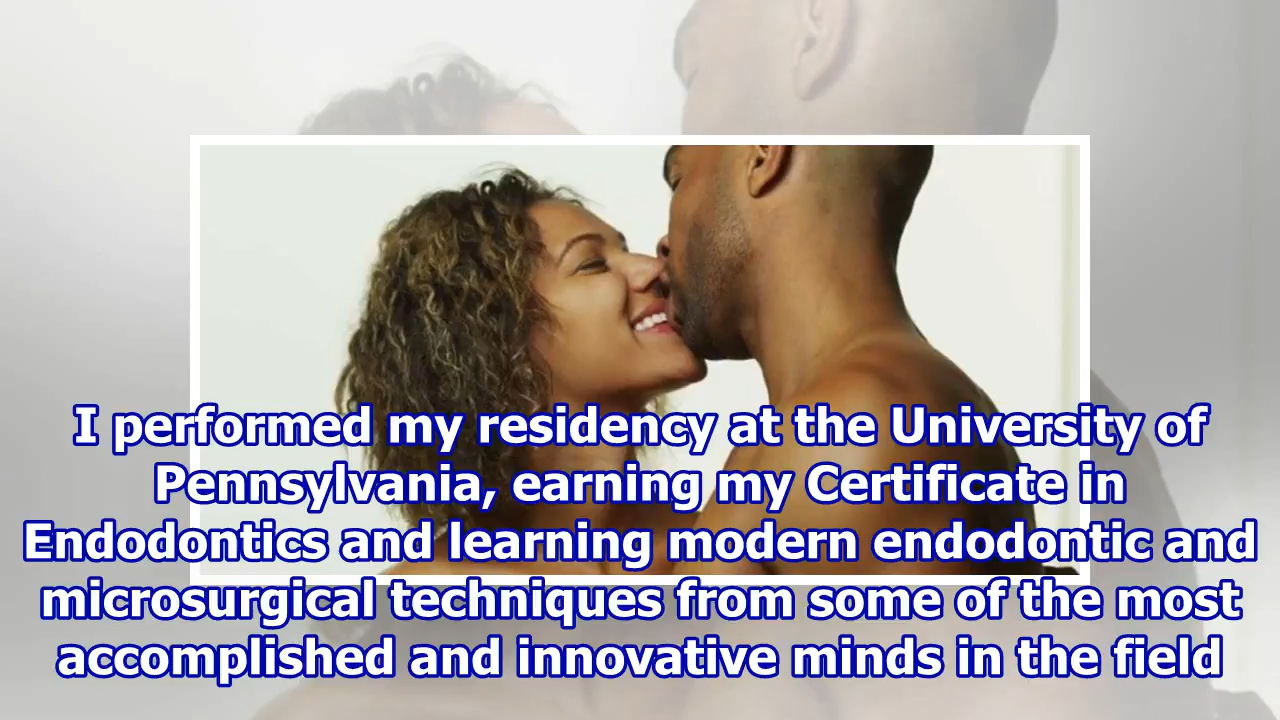 I performed my residency at the University of
Pennsylvania, earning my Certificate in
Endodontics and learning modern endodontic and
microsurgical techniques from some of the most
accomplished and innovative minds in the field